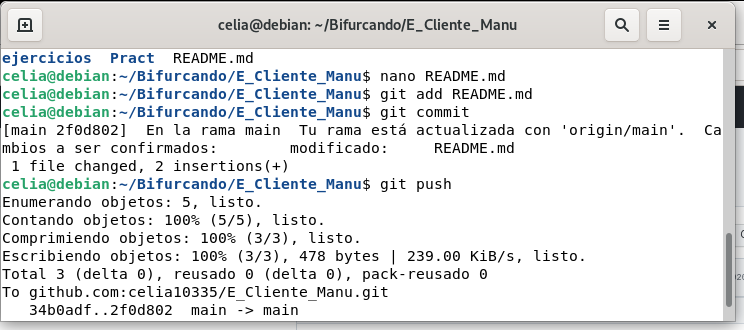 celia@debian: ~/Bifurcando/E_Cliente_Manu
ejercicios  Pract  README.md
celia@debian:~/Bifurcando/E_Cliente_Manu$ nano README.md
celia@debian:~/Bifurcando/E_Cliente_Manu$ git add README.md
celia@debian:~/Bifurcando/E_Cliente_Manu$ git commit
[main 2f0d802]  En la rama main  Tu rama está actualizada con 'origin/main'.  Ca
mbios a ser confirmados:        modificado:     README.md
 1 file changed, 2 insertions(+)
celia@debian:~/Bifurcando/E_Cliente_Manu$ git push
Enumerando objetos: 5, listo.
Contando objetos: 100% (5/5), listo.
Comprimiendo objetos: 100% (3/3), listo.
Escribiendo objetos: 100% (3/3), 478 bytes | 239.00 KiB/s, listo.
Total 3 (delta 0), reusado 0 (delta 0), pack-reusado 0
To github.com:celia10335/E_Cliente_Manu.git
   34b0adf..2f0d802  main -> main